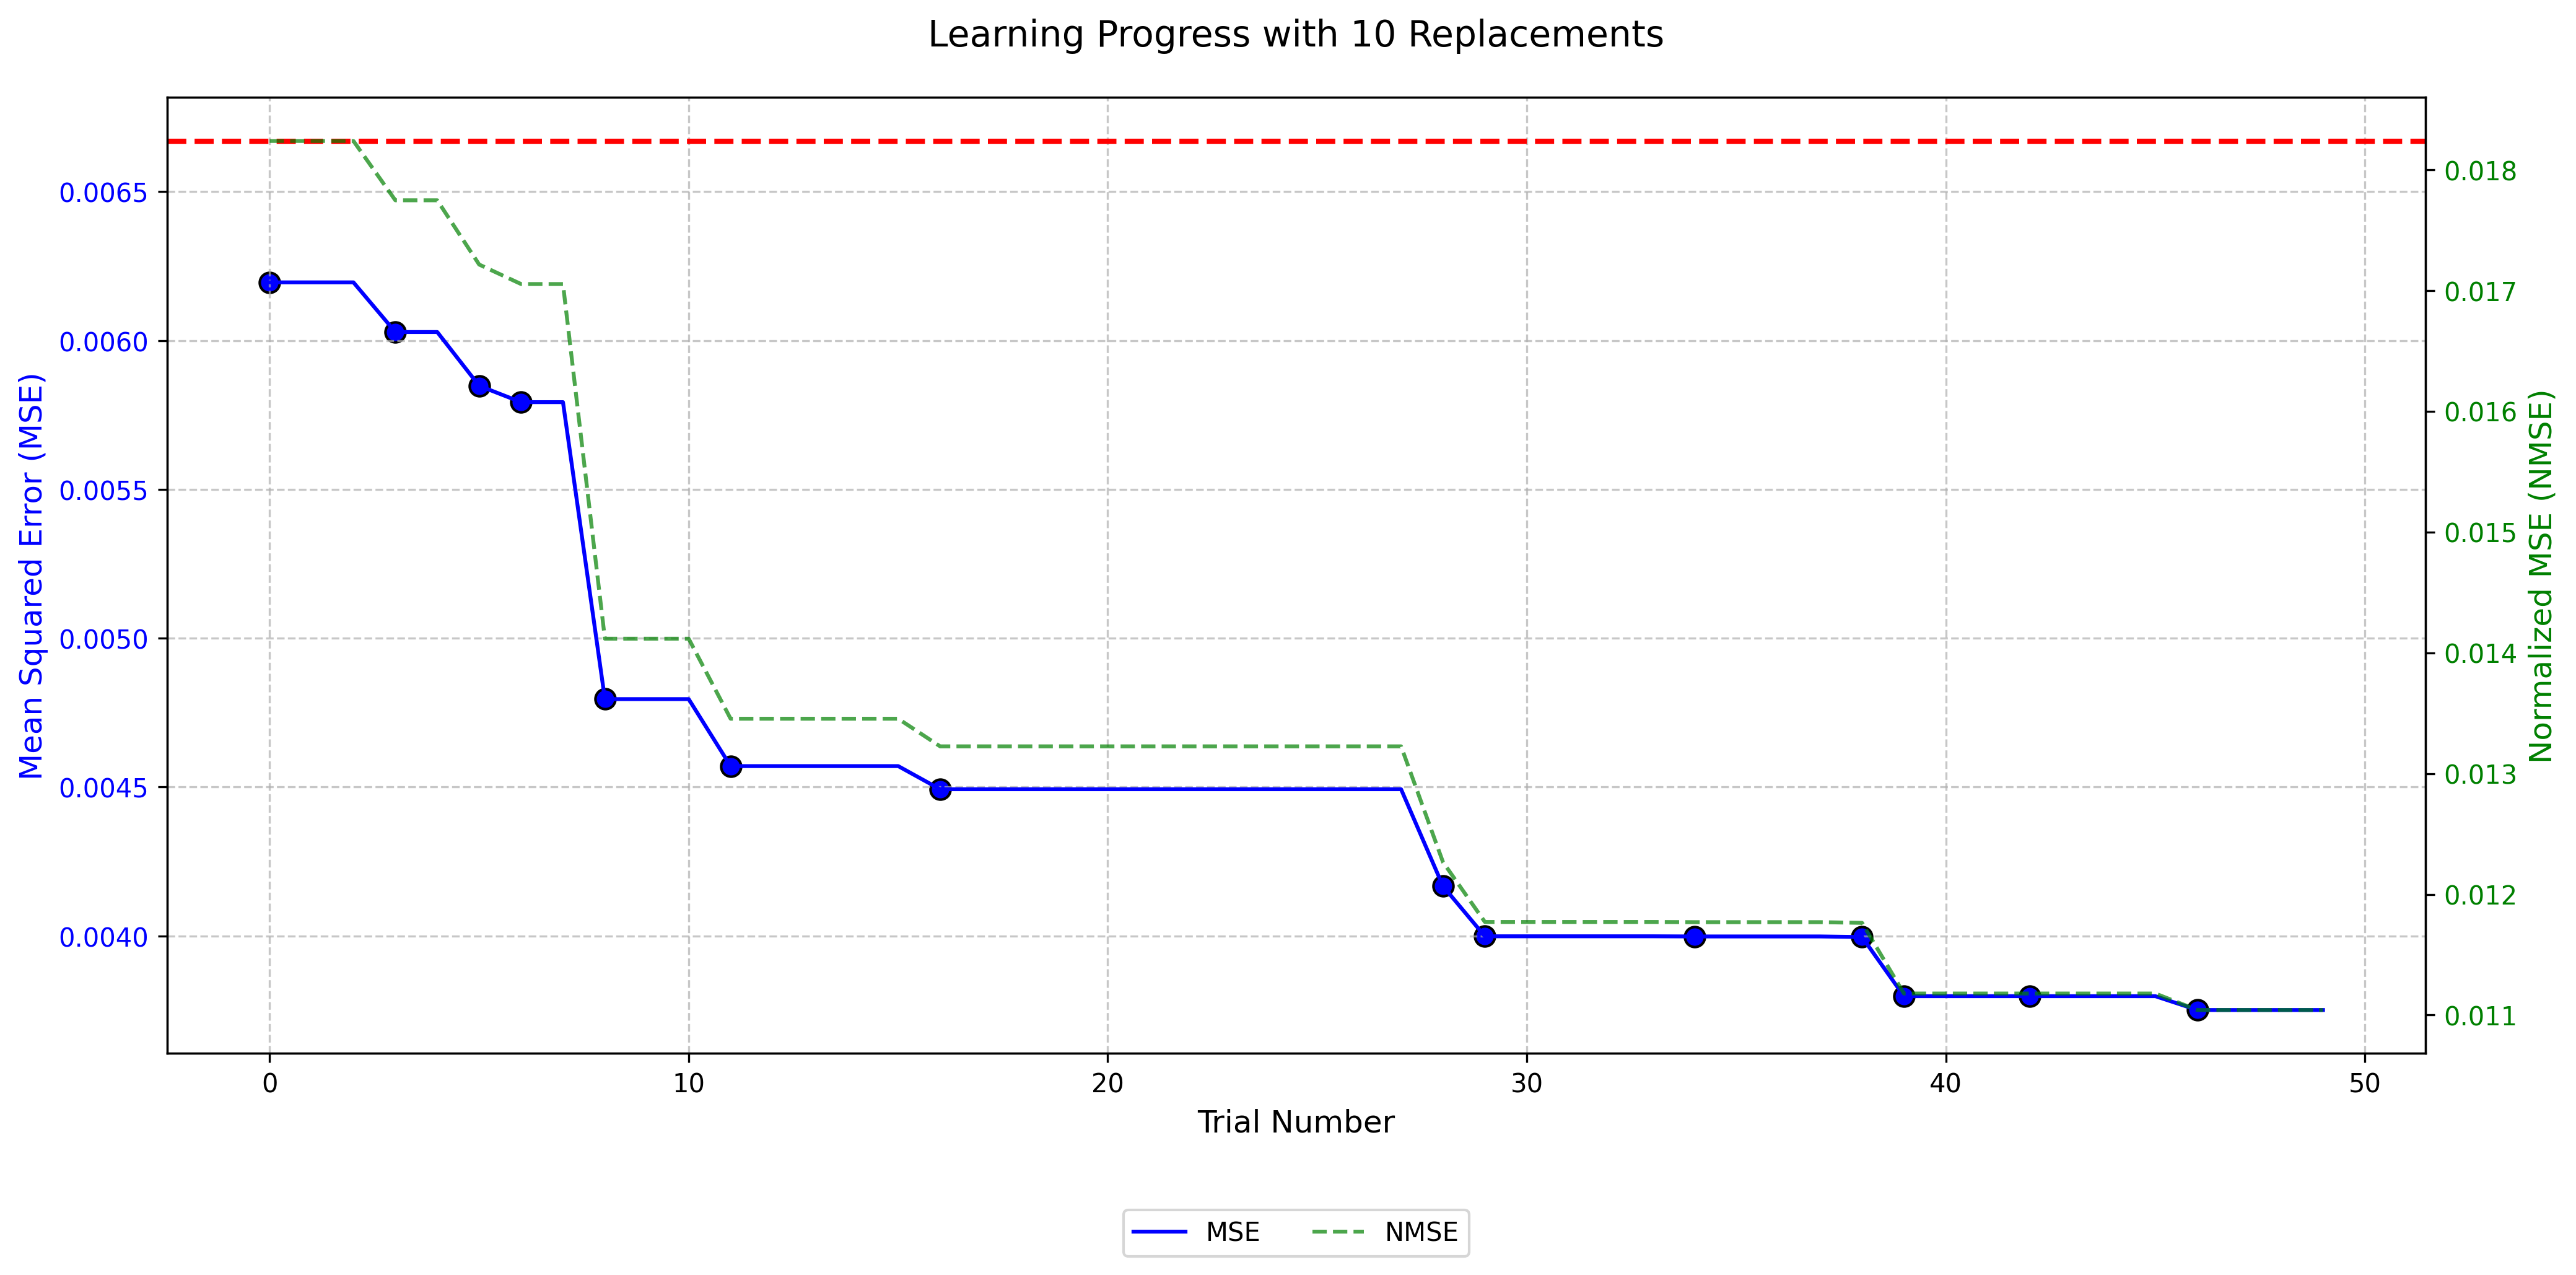 Learning Progress with 10 Replacements
Mean Squared Error (MSE)
0.0065
0.0060
0.0055
0.0050
0.0045
0.0040
0.018
0.017
0.016
0.015
0.014
0.013
0.012
0.011
Normalized MSE (NMSE)
0 10 20 30 40 50
Trial Number
MSE NMSE